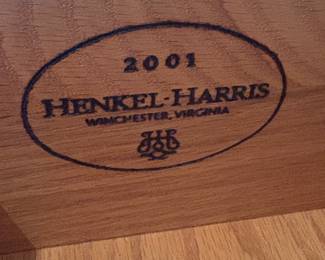 2001
HENKEL-HARRIS
WINCHESTER, VIRGINIA